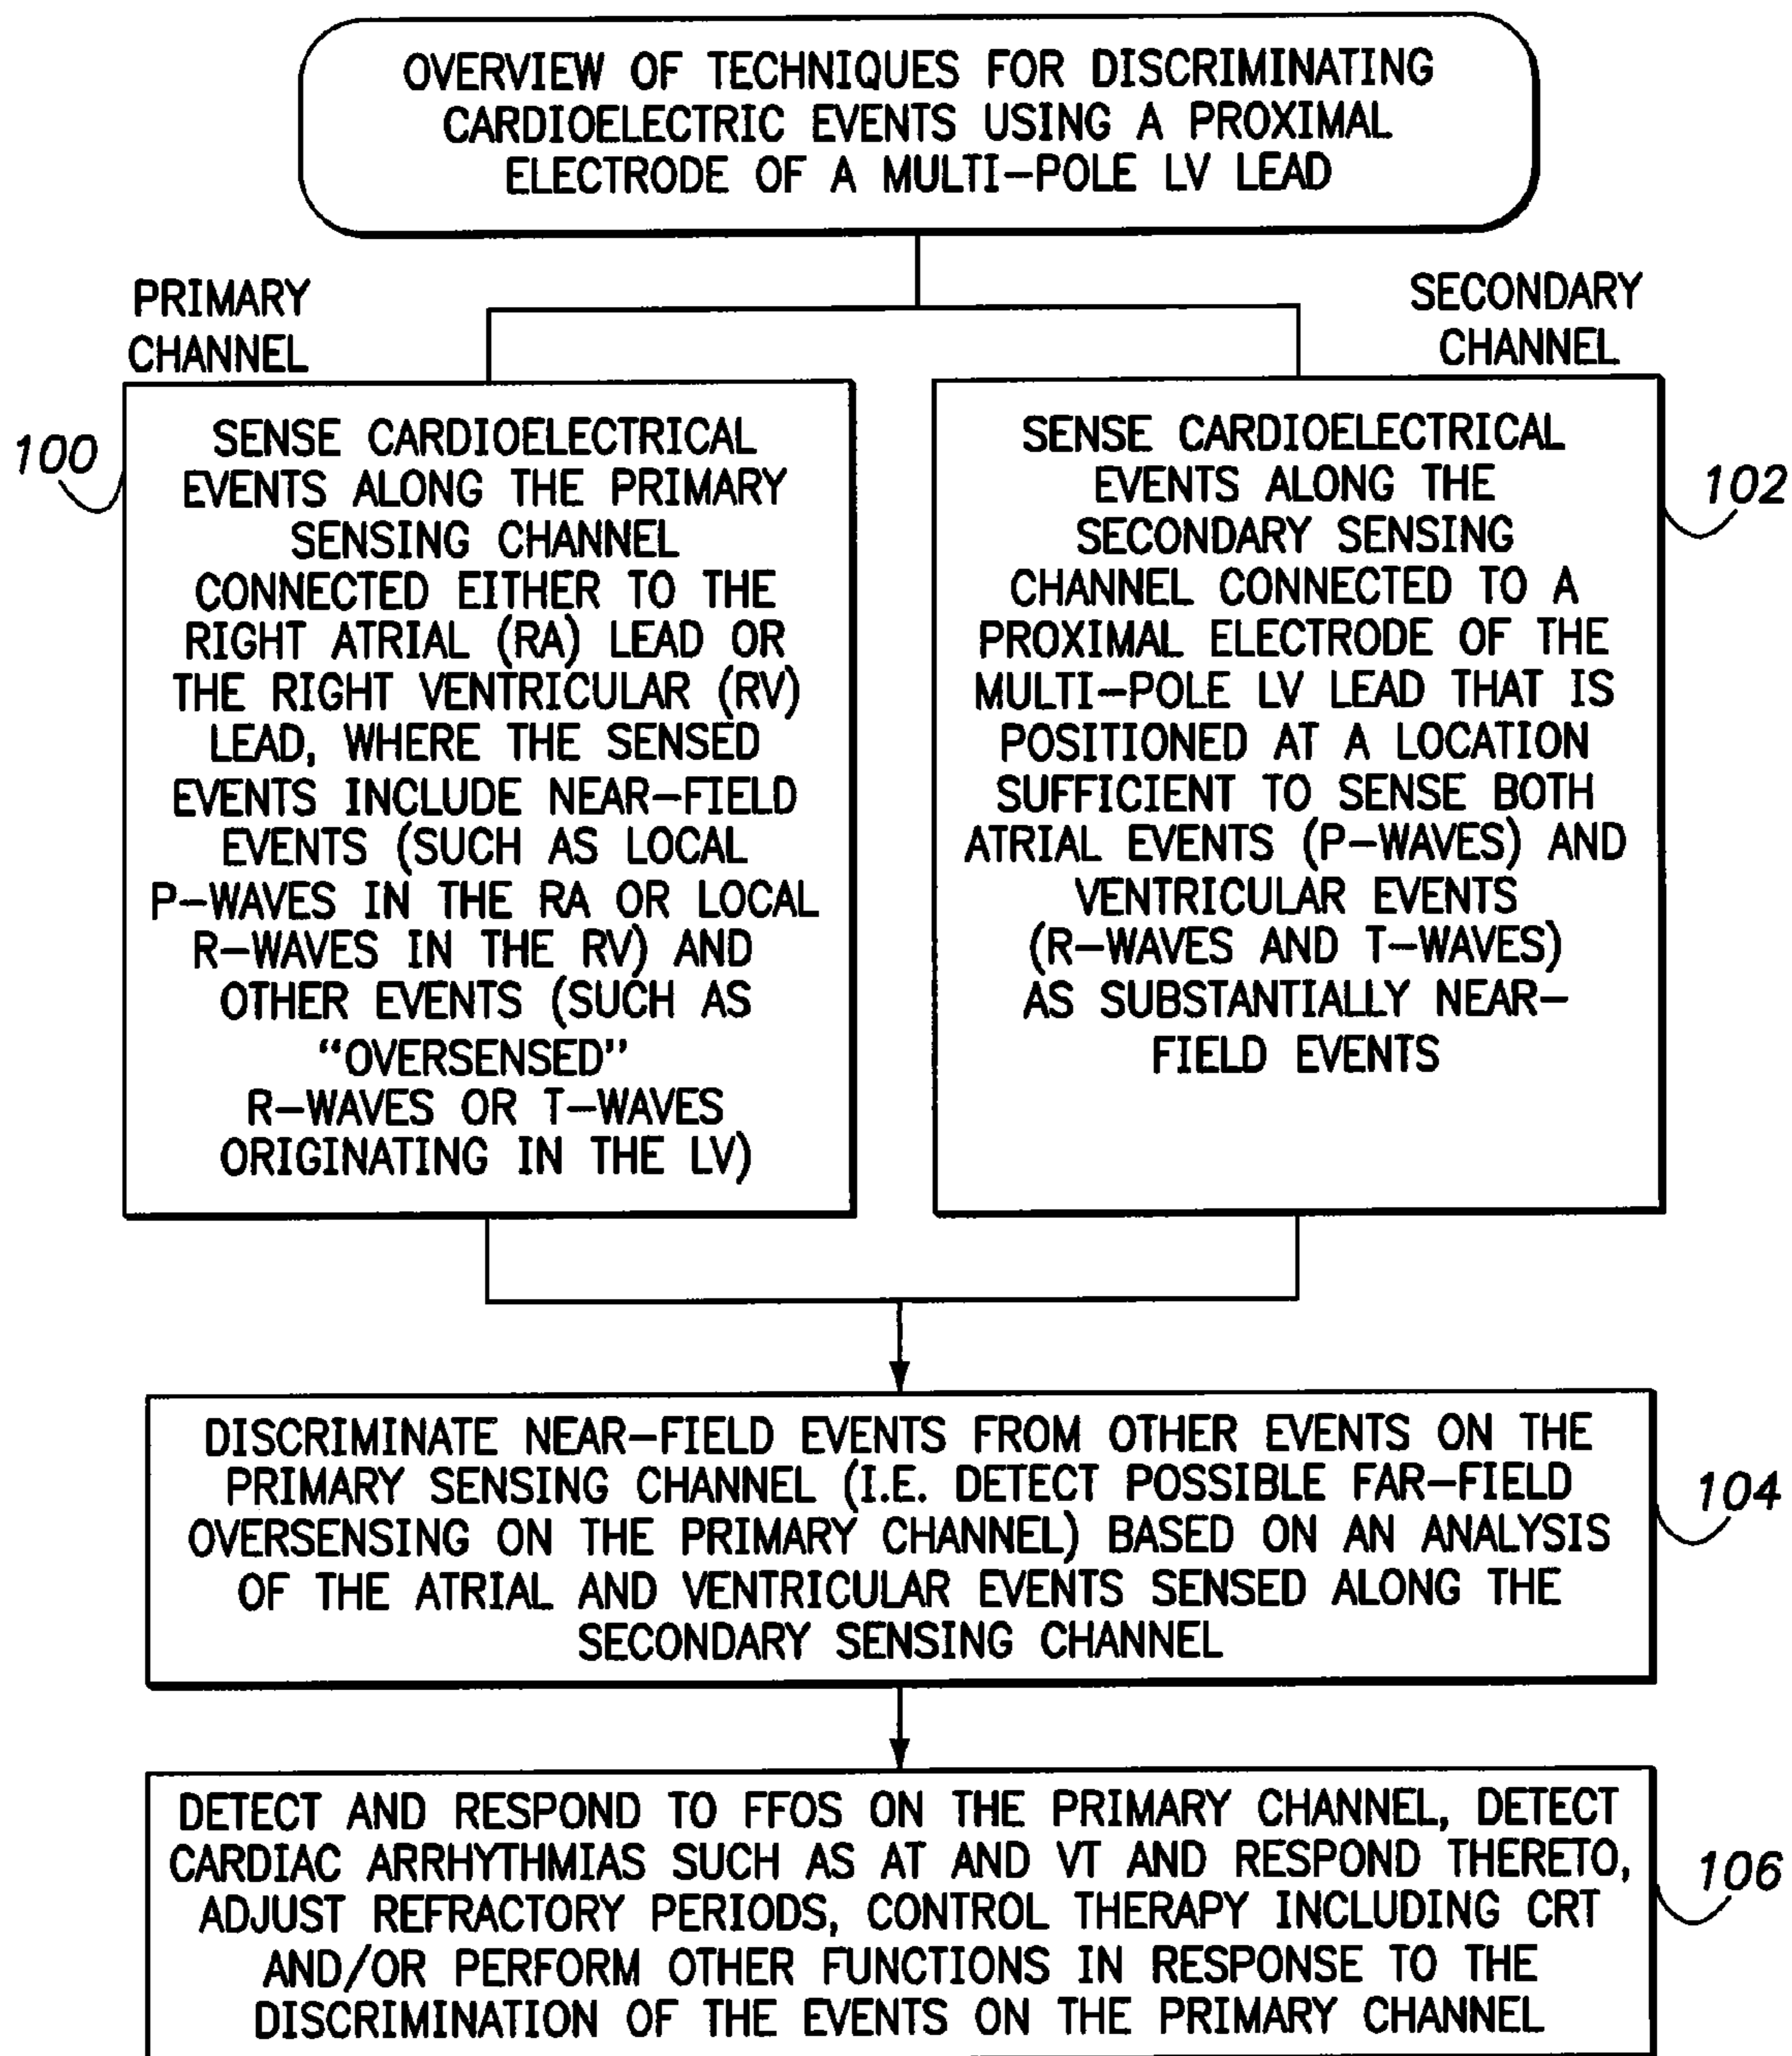 OVERVIEW OF TECHNIQUES FOR DISCRIMINATING
CARDIOELECTRIC EVENTS USING A PROXIMAL
ELECTRODE OF A MULTI-POLE LV LEAD
PRIMARY
CHANNEL
SECONDARY
CHANNEL
100
SENSE CARDIOELECTRICAL
EVENTS ALONG THE PRIMARY
SENSING CHANNEL
CONNECTED EITHER TO THE
RIGHT ATRIAL (RA) LEAD OR
THE RIGHT VENTRICULAR (RV)
LEAD, WHERE THE SENSED
EVENTS INCLUDE NEAR-FIELD
EVENTS (SUCH AS LOCAL
P-WAVES IN THE RA OR LOCAL
R-WAVES IN THE RV) AND
OTHER EVENTS (SUCH AS
"OVERSENSED"
R-WAVES OR T-WAVES
ORIGINATING IN THE LV)
SENSE CARDIOELECTRICAL
EVENTS ALONG THE
SECONDARY SENSING
CHANNEL CONNECTED TO A
PROXIMAL ELECTRODE OF THE
MULTI-POLE LV LEAD THAT IS
POSITIONED AT A LOCATION
SUFFICIENT TO SENSE BOTH
ATRIAL EVENTS (P-WAVES) AND
VENTRICULAR EVENTS
(R-WAVES AND T-WAVES)
AS SUBSTANTIALLY NEAR-
FIELD EVENTS
102
DISCRIMINATE NEAR-FIELD EVENTS FROM OTHER EVENTS ON THE
PRIMARY SENSING CHANNEL (I.E. DETECT POSSIBLE FAR-FIELD
OVERSENSING ON THE PRIMARY CHANNEL) BASED ON AN ANALYSIS
OF THE ATRIAL AND VENTRICULAR EVENTS SENSED ALONG THE
SECONDARY SENSING CHANNEL
104
DETECT AND RESPOND TO FFOS ON THE PRIMARY CHANNEL, DETECT
CARDIAC ARRHYTHMIAS SUCH AS AT AND VT AND RESPOND THERETO,
ADJUST REFRACTORY PERIODS, CONTROL THERAPY INCLUDING CRT
AND/OR PERFORM OTHER FUNCTIONS IN RESPONSE TO THE
DISCRIMINATION OF THE EVENTS ON THE PRIMARY CHANNEL
106